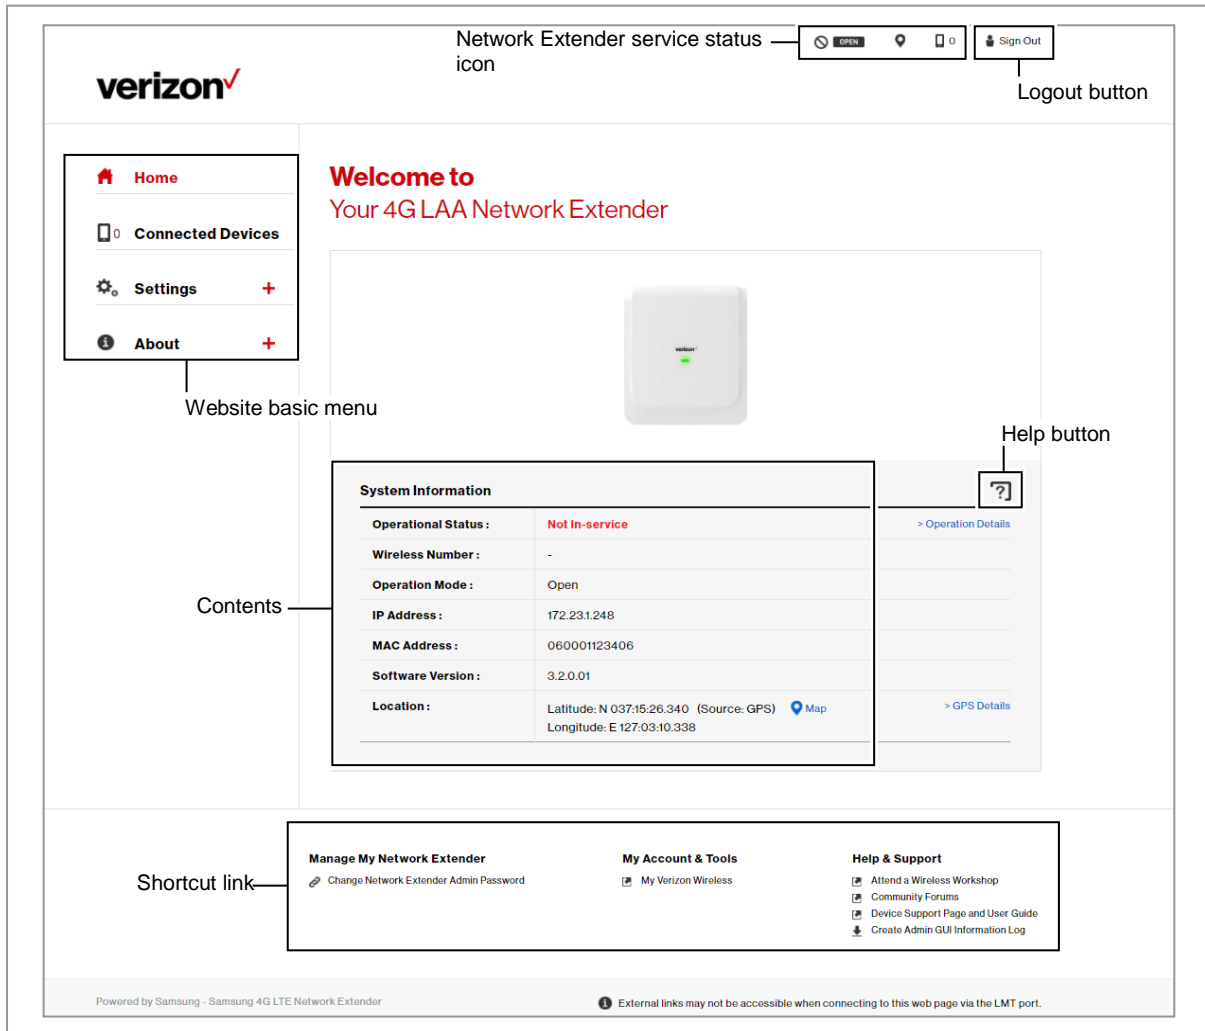 Network Extender service status
icon
OPEN
0
Sign Out
Logout button
verizon
Home
0 Connected Devices
Settings +
About +
Website basic menu
Welcome to
Your 4G LAA Network Extender
verizon
Help button
System Information
?
Operational Status : Not In-service > Operation Details
Wireless Number : -
Operation Mode : Open
Contents
IP Address : 172.23.1.248
MAC Address : 060001123406
Software Version : 3.2.0.01
Location : Latitude: N 037:15:26.340 (Source: GPS) Map > GPS Details
Longitude: E 127:03:10.338
Shortcut link
Manage My Network Extender
Change Network Extender Admin Password
My Account & Tools
My Verizon Wireless
Help & Support
Attend a Wireless Workshop
Community Forums
Device Support Page and User Guide
Create Admin GUI Information Log
Powered by Samsung - Samsung 4G LTE Network Extender
External links may not be accessible when connecting to this web page via the LMT port.